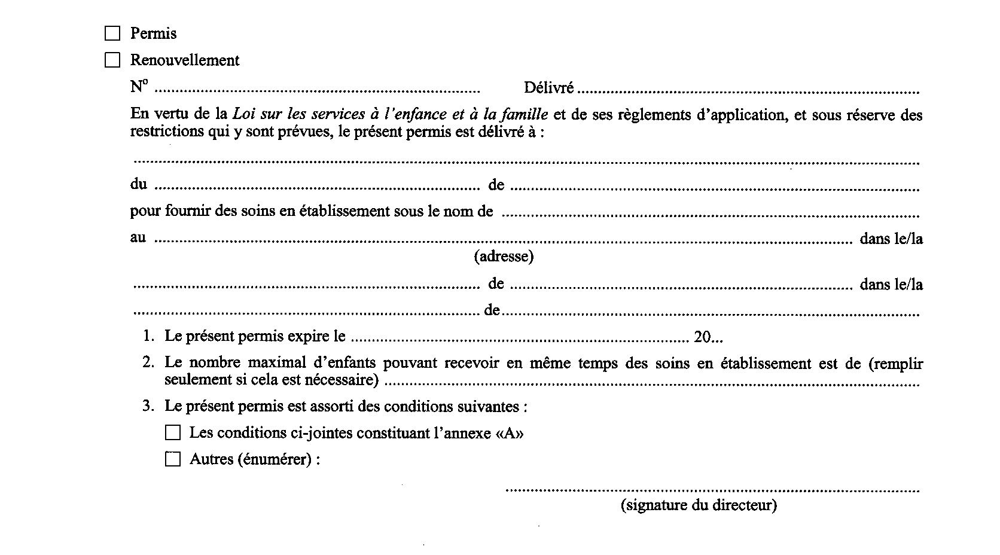 ☐ Permis
☐ Renouvellement
Nº ............................................................................ Délivré ................................................................................
En vertu de la Loi sur les services à l’enfance et à la famille et de ses règlements d’application, et sous réserve des
restrictions qui y sont prévues, le présent permis est délivré à :
................................................................................................................................................................
du ............................................................................ de ................................................................................
pour fournir des soins en établissement sous le nom de ................................................................................
au ................................................................................................................................ dans le/la
(adresse)
................................................................................ de ................................................................................ dans le/la
................................................................................ de................................................................................
1. Le présent permis expire le ................................................................................ 20...
2. Le nombre maximal d’enfants pouvant recevoir en même temps des soins en établissement est de (remplir
seulement si cela est nécessaire) ................................................................................................
3. Le présent permis est assorti des conditions suivantes :
☐ Les conditions ci-jointes constituant l’annexe «A»
☐ Autres (énumérer) :
................................................................................
(signature du directeur)